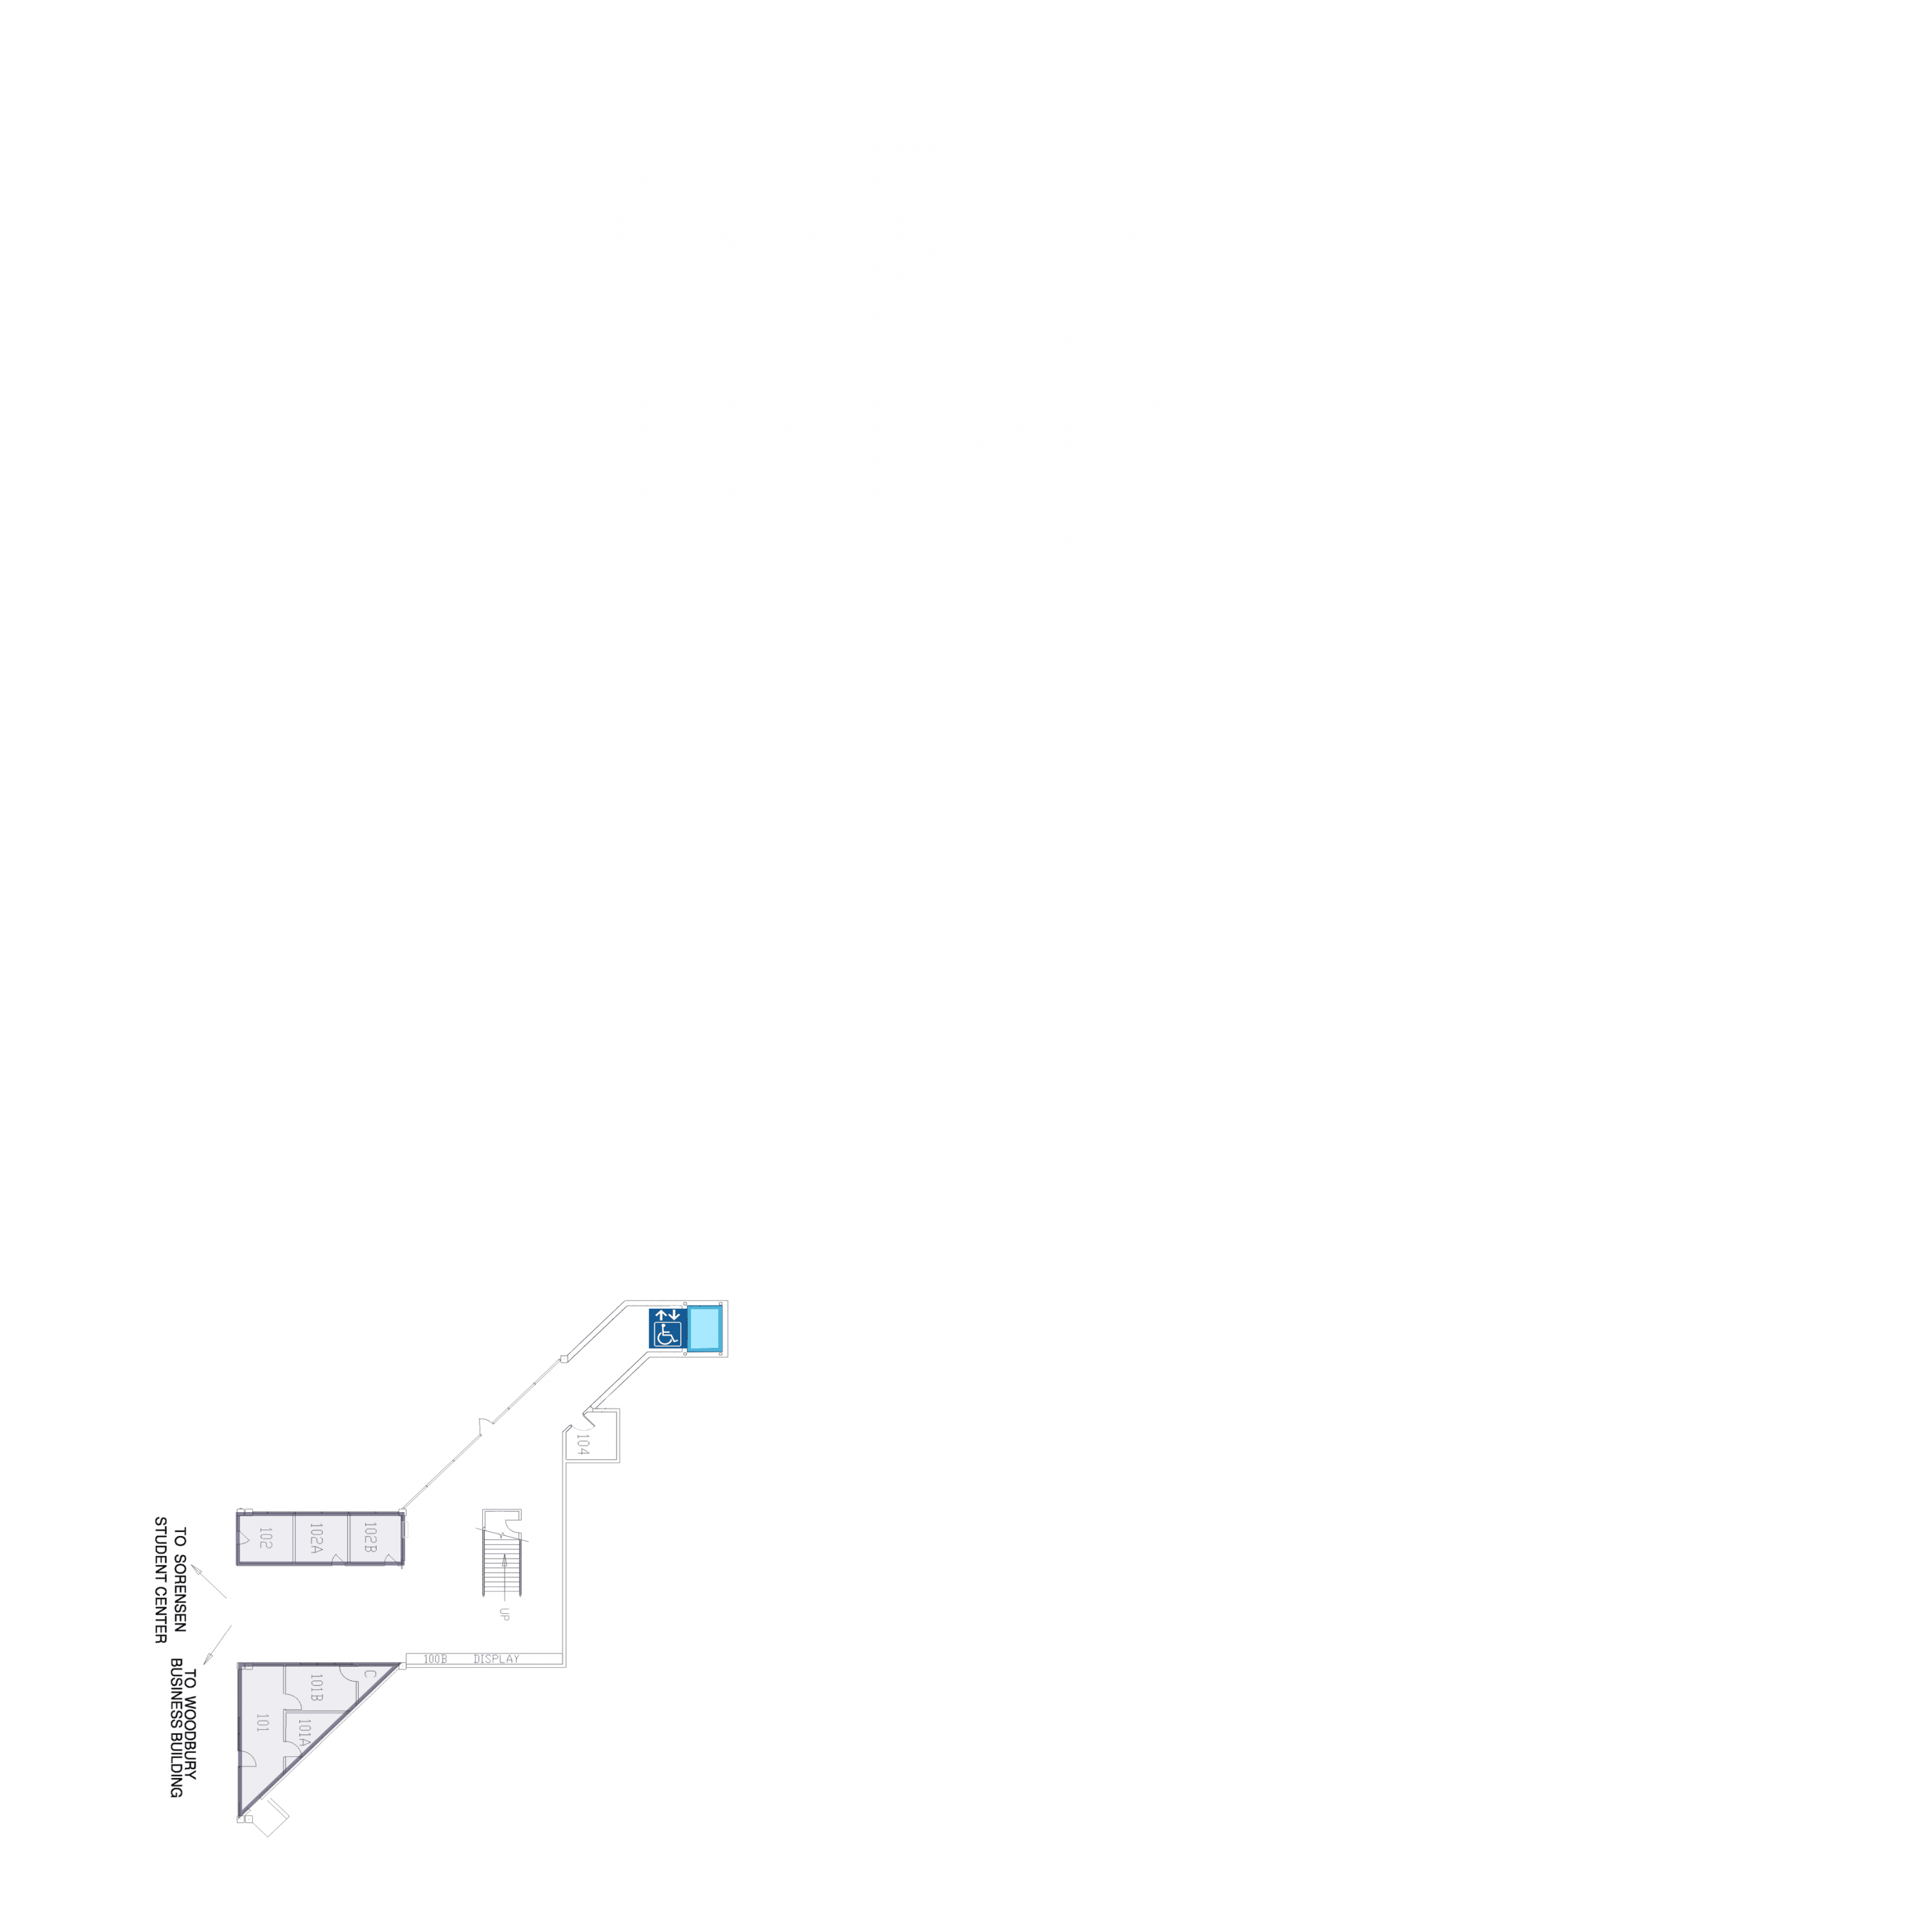 104
102
102A
102B
UP
TO SORENSEN
STUDENT CENTER
100B DISPLAY
TO WOODBURY
BUSINESS BUILDING
101
101B
C
101A